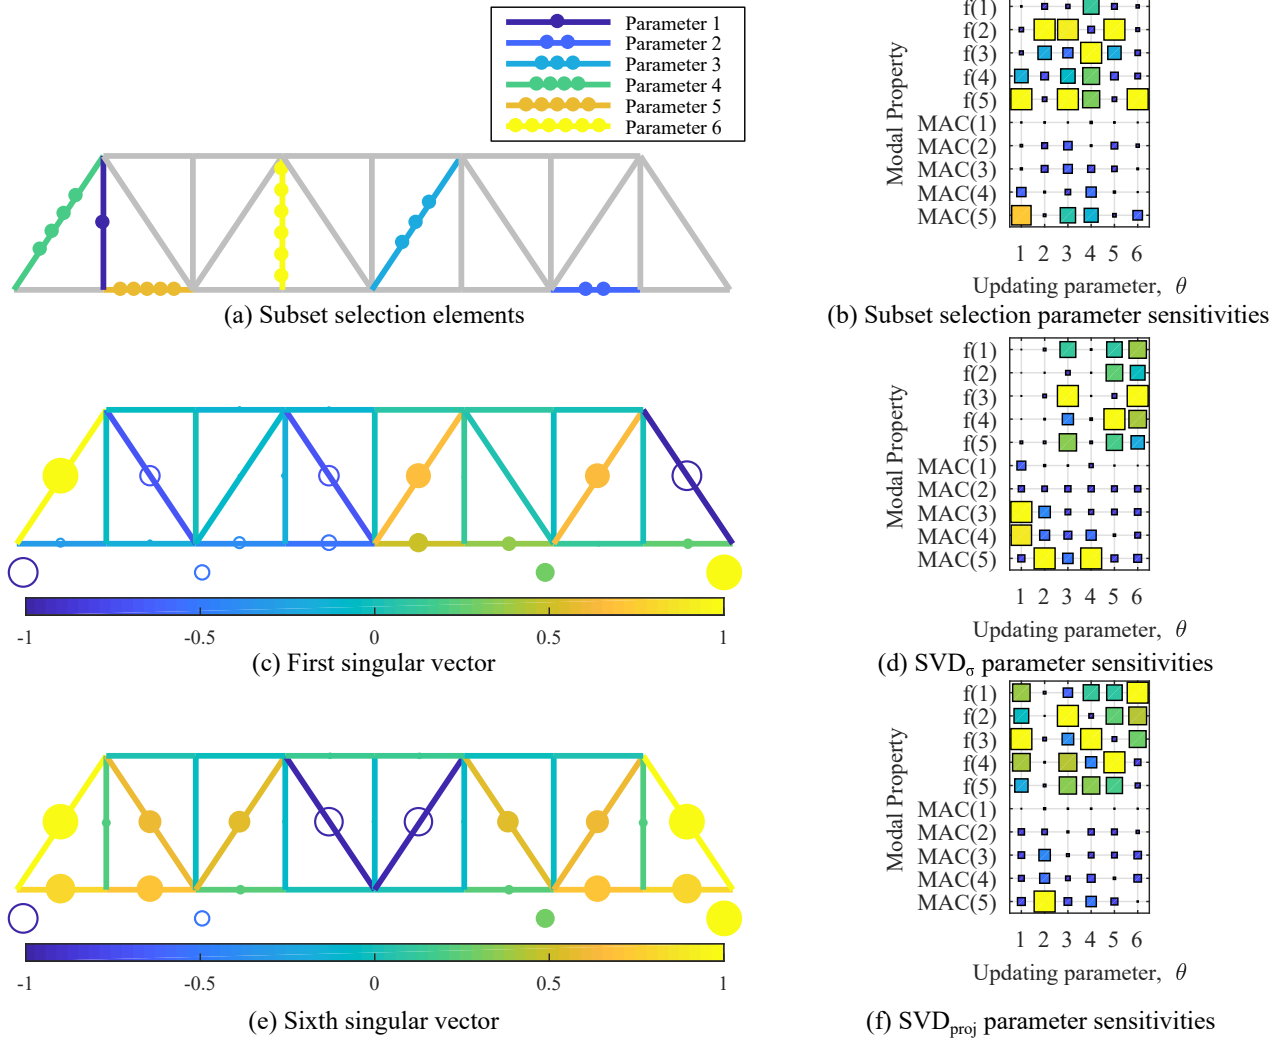 Parameter 1
Parameter 2
Parameter 3
Parameter 4
Parameter 5
Parameter 6
(a) Subset selection elements
Modal Property
f(1)
f(2)
f(3)
f(4)
f(5)
MAC(1)
MAC(2)
MAC(3)
MAC(4)
MAC(5)
1 2 3 4 5 6
Updating parameter, θ
(b) Subset selection parameter sensitivities
-1 -0.5 0 0.5 1
(c) First singular vector
Modal Property
f(1)
f(2)
f(3)
f(4)
f(5)
MAC(1)
MAC(2)
MAC(3)
MAC(4)
MAC(5)
1 2 3 4 5 6
Updating parameter, θ
(d) SVDσ parameter sensitivities
-1 -0.5 0 0.5 1
(e) Sixth singular vector
Modal Property
f(1)
f(2)
f(3)
f(4)
f(5)
MAC(1)
MAC(2)
MAC(3)
MAC(4)
MAC(5)
1 2 3 4 5 6
Updating parameter, θ
(f) SVDproj parameter sensitivities